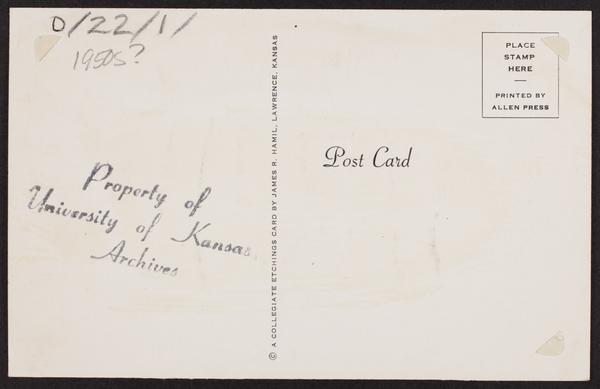 0/22/1/
1950s?
PLACE
STAMP
HERE
PRINTED BY
ALLEN PRESS
Post Card
Property of
University of Kansas
Archives
© A COLLEGIATE ETCHINGS CARD BY JAMES R. HAMIL, LAWRENCE, KANSAS